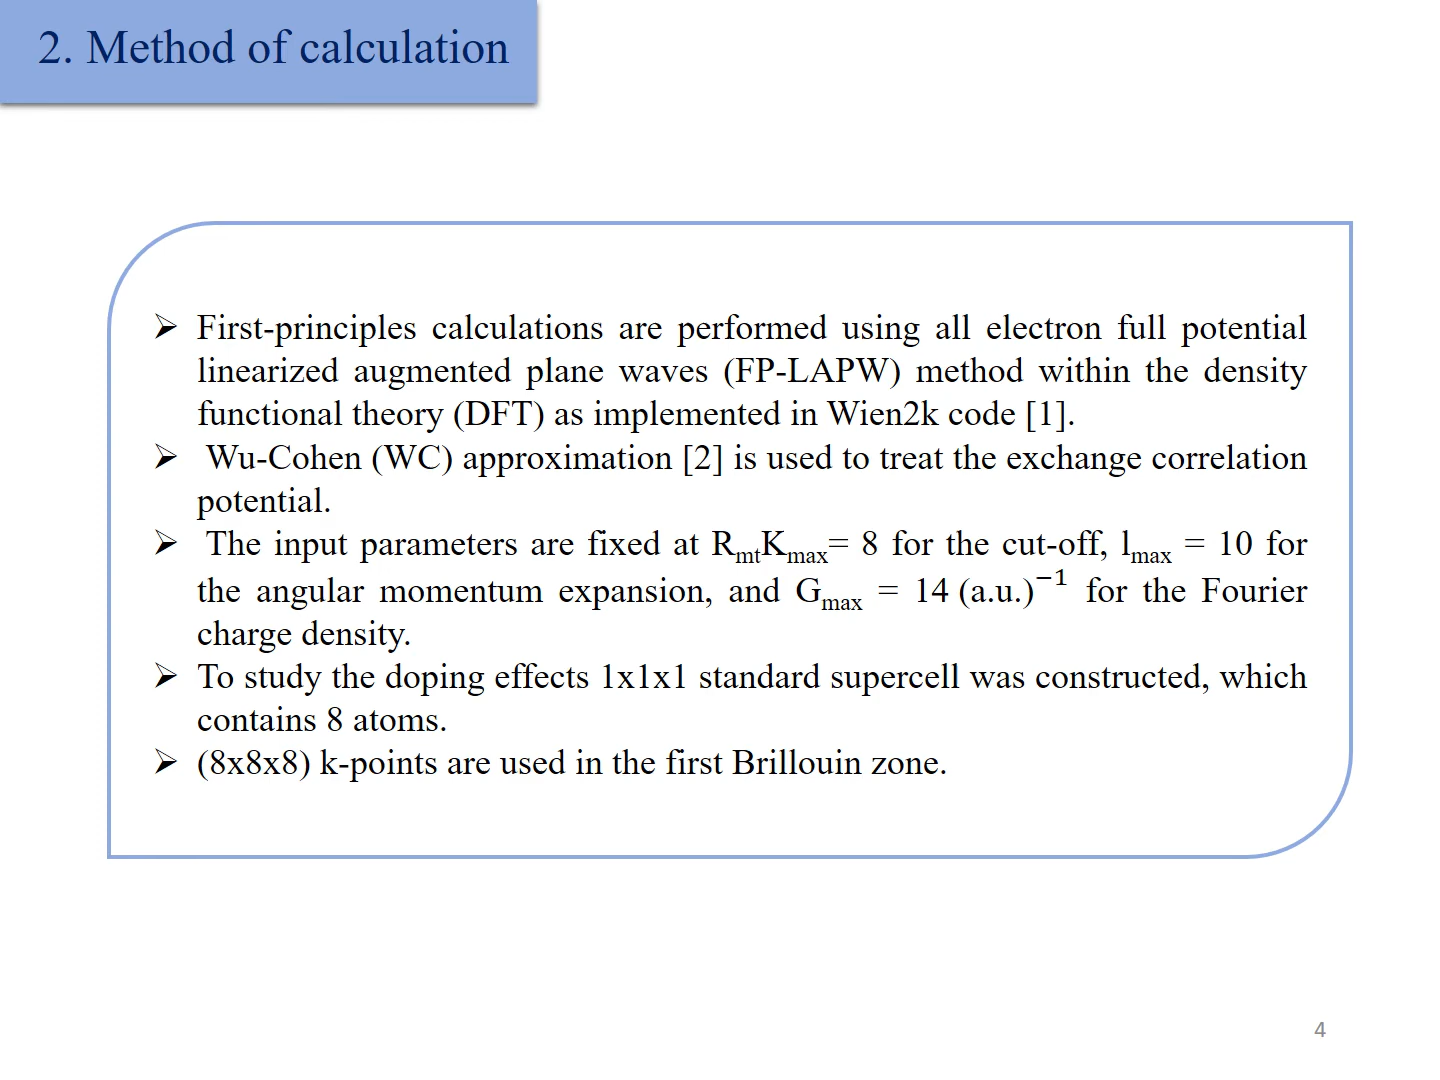 2. Method of calculation
➢ First-principles calculations are performed using all electron full potential
linearized augmented plane waves (FP-LAPW) method within the density
functional theory (DFT) as implemented in Wien2k code [1].
➢ Wu-Cohen (WC) approximation [2] is used to treat the exchange correlation
potential.
➢ The input parameters are fixed at RmtKmax= 8 for the cut-off, lmax = 10 for
the angular momentum expansion, and Gmax = 14 (a.u.)⁻¹ for the Fourier
charge density.
➢ To study the doping effects 1x1x1 standard supercell was constructed, which
contains 8 atoms.
➢ (8x8x8) k-points are used in the first Brillouin zone.
4